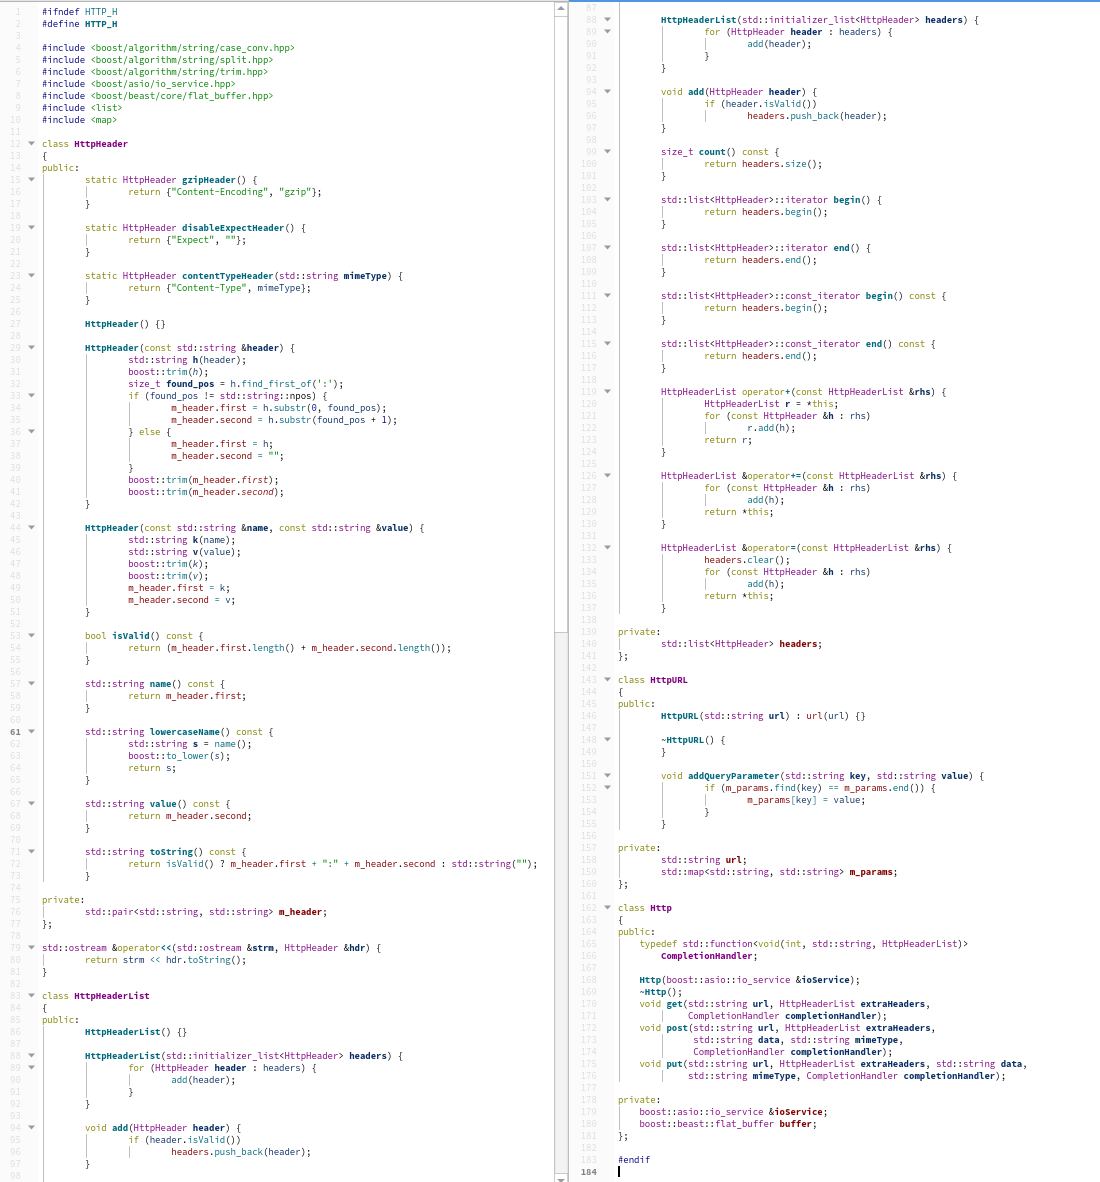 1 #ifndef HTTP_H
2 #define HTTP_H
3
4 #include <boost/algorithm/string/case_conv.hpp>
5 #include <boost/algorithm/string/split.hpp>
6 #include <boost/algorithm/string/trim.hpp>
7 #include <boost/asio/io_service.hpp>
8 #include <boost/beast/core/flat_buffer.hpp>
9 #include <list>
10 #include <map>
11
12 class HttpHeader
13 {
14 public:
15 static HttpHeader gzipHeader() {
16 return {"Content-Encoding", "gzip"};
17 }
18
19 static HttpHeader disableExpectHeader() {
20 return {"Expect", ""};
21 }
22
23 static HttpHeader contentTypeHeader(std::string mimeType) {
24 return {"Content-Type", mimeType};
25 }
26
27 HttpHeader() {}
28
29 HttpHeader(const std::string &header) {
30 std::string h(header);
31 boost::trim(h);
32 size_t found_pos = h.find_first_of(':');
33 if (found_pos != std::string::npos) {
34 m_header.first = h.substr(0, found_pos);
35 m_header.second = h.substr(found_pos + 1);
36 } else {
37 m_header.first = h;
38 m_header.second = "";
39 }
40 boost::trim(m_header.first);
41 boost::trim(m_header.second);
42 }
43
44 HttpHeader(const std::string &name, const std::string &value) {
45 std::string k(name);
46 std::string v(value);
47 boost::trim(k);
48 boost::trim(v);
49 m_header.first = k;
50 m_header.second = v;
51 }
52
53 bool isValid() const {
54 return (m_header.first.length() + m_header.second.length());
55 }
56
57 std::string name() const {
58 return m_header.first;
59 }
60
61 std::string lowercaseName() const {
62 std::string s = name();
63 boost::to_lower(s);
64 return s;
65 }
66
67 std::string value() const {
68 return m_header.second;
69 }
70
71 std::string toString() const {
72 return isValid() ? m_header.first + ":" + m_header.second : std::string("");
73 }
74
75 private:
76 std::pair<std::string, std::string> m_header;
77 };
78
79 std::ostream &operator<<(std::ostream &strm, HttpHeader &hdr) {
80 return strm << hdr.toString();
81 }
82
83 class HttpHeaderList
84 {
85 public:
86 HttpHeaderList() {}
87
88 HttpHeaderList(std::initializer_list<HttpHeader> headers) {
89 for (HttpHeader header : headers) {
90 add(header);
91 }
92 }
93
94 void add(HttpHeader header) {
95 if (header.isValid())
96 headers.push_back(header);
97 }
98
87
88 HttpHeaderList(std::initializer_list<HttpHeader> headers) {
89 for (HttpHeader header : headers) {
90 add(header);
91 }
92 }
93
94 void add(HttpHeader header) {
95 if (header.isValid())
96 headers.push_back(header);
97 }
98
99 size_t count() const {
100 return headers.size();
101 }
102
103 std::list<HttpHeader>::iterator begin() {
104 return headers.begin();
105 }
106
107 std::list<HttpHeader>::iterator end() {
108 return headers.end();
109 }
110
111 std::list<HttpHeader>::const_iterator begin() const {
112 return headers.begin();
113 }
114
115 std::list<HttpHeader>::const_iterator end() const {
116 return headers.end();
117 }
118
119 HttpHeaderList operator+(const HttpHeaderList &rhs) {
120 HttpHeaderList r = *this;
121 for (const HttpHeader &h : rhs)
122 r.add(h);
123 return r;
124 }
125
126 HttpHeaderList &operator+=(const HttpHeaderList &rhs) {
127 for (const HttpHeader &h : rhs)
128 add(h);
129 return *this;
130 }
131
132 HttpHeaderList &operator=(const HttpHeaderList &rhs) {
133 headers.clear();
134 for (const HttpHeader &h : rhs)
135 add(h);
136 return *this;
137 }
138
139 private:
140 std::list<HttpHeader> headers;
141 };
142
143 class HttpURL
144 {
145 public:
146 HttpURL(std::string url) : url(url) {}
147
148 ~HttpURL() {
149 }
150
151 void addQueryParameter(std::string key, std::string value) {
152 if (m_params.find(key) == m_params.end()) {
153 m_params[key] = value;
154 }
155 }
156
157 private:
158 std::string url;
159 std::map<std::string, std::string> m_params;
160 };
161
162 class Http
163 {
164 public:
165 typedef std::function<void(int, std::string, HttpHeaderList)>
166 CompletionHandler;
167
168 Http(boost::asio::io_service &ioService);
169 ~Http();
170 void get(std::string url, HttpHeaderList extraHeaders,
171 CompletionHandler completionHandler);
172 void post(std::string url, HttpHeaderList extraHeaders,
173 std::string data, std::string mimeType,
174 CompletionHandler completionHandler);
175 void put(std::string url, HttpHeaderList extraHeaders, std::string data,
176 std::string mimeType, CompletionHandler completionHandler);
177
178 private:
179 boost::asio::io_service &ioService;
180 boost::beast::flat_buffer buffer;
181 };
182
183 #endif
184